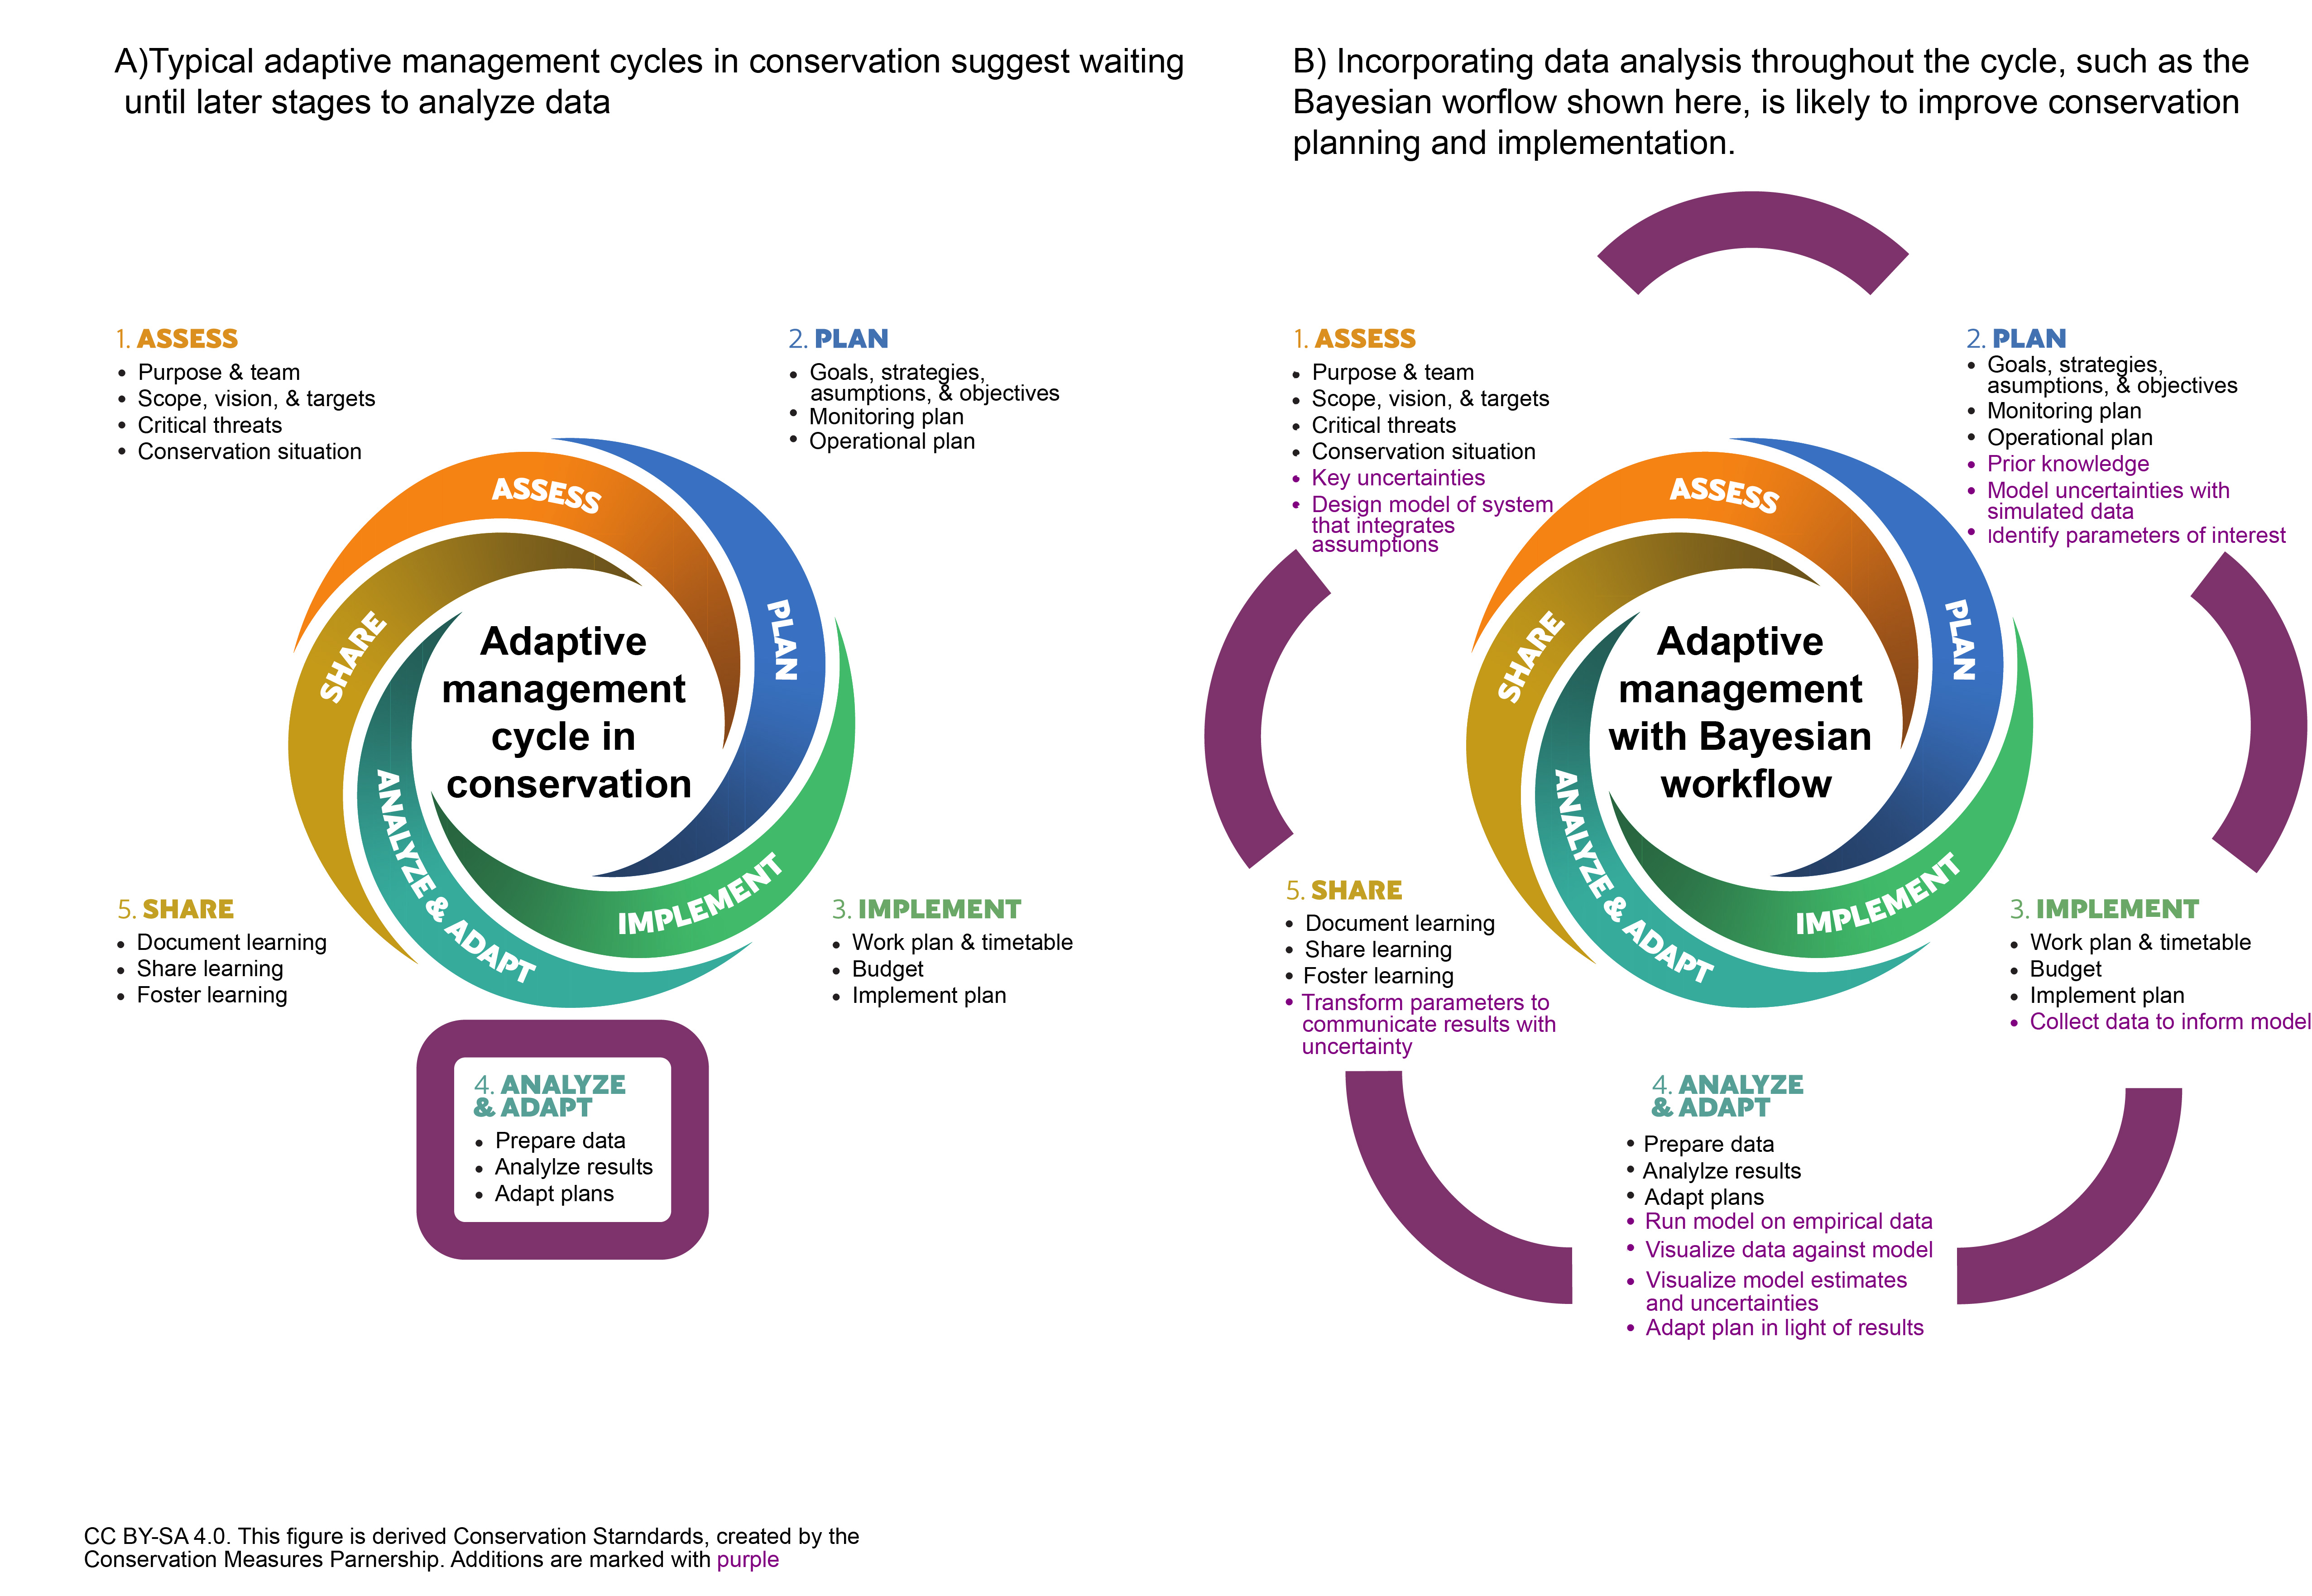 A)Typical adaptive management cycles in conservation suggest waiting
until later stages to analyze data
1. ASSESS
• Purpose & team
• Scope, vision, & targets
• Critical threats
• Conservation situation
2. PLAN
• Goals, strategies,
asumptions, & objectives
• Monitoring plan
• Operational plan
ASSESS
PLAN
SHARE
ANALYZE & ADAPT
IMPLEMENT
Adaptive
management
cycle in
conservation
5. SHARE
• Document learning
• Share learning
• Foster learning
3. IMPLEMENT
• Work plan & timetable
• Budget
• Implement plan
4. ANALYZE
& ADAPT
• Prepare data
• Analylze results
• Adapt plans
B) Incorporating data analysis throughout the cycle, such as the
Bayesian worflow shown here, is likely to improve conservation
planning and implementation.
1. ASSESS
• Purpose & team
• Scope, vision, & targets
• Critical threats
• Conservation situation
• Key uncertainties
• Design model of system
that integrates
assumptions
2. PLAN
• Goals, strategies,
asumptions, & objectives
• Monitoring plan
• Operational plan
• Prior knowledge
• Model uncertainties with
simulated data
• Identify parameters of interest
ASSESS
PLAN
SHARE
ANALYZE & ADAPT
IMPLEMENT
Adaptive
management
with Bayesian
workflow
5. SHARE
• Document learning
• Share learning
• Foster learning
• Transform parameters to
communicate results with
uncertainty
3. IMPLEMENT
• Work plan & timetable
• Budget
• Implement plan
• Collect data to inform model
4. ANALYZE
& ADAPT
• Prepare data
• Analylze results
• Adapt plans
• Run model on empirical data
• Visualize data against model
• Visualize model estimates
and uncertainties
• Adapt plan in light of results
CC BY-SA 4.0. This figure is derived Conservation Starndards, created by the
Conservation Measures Parnership. Additions are marked with purple